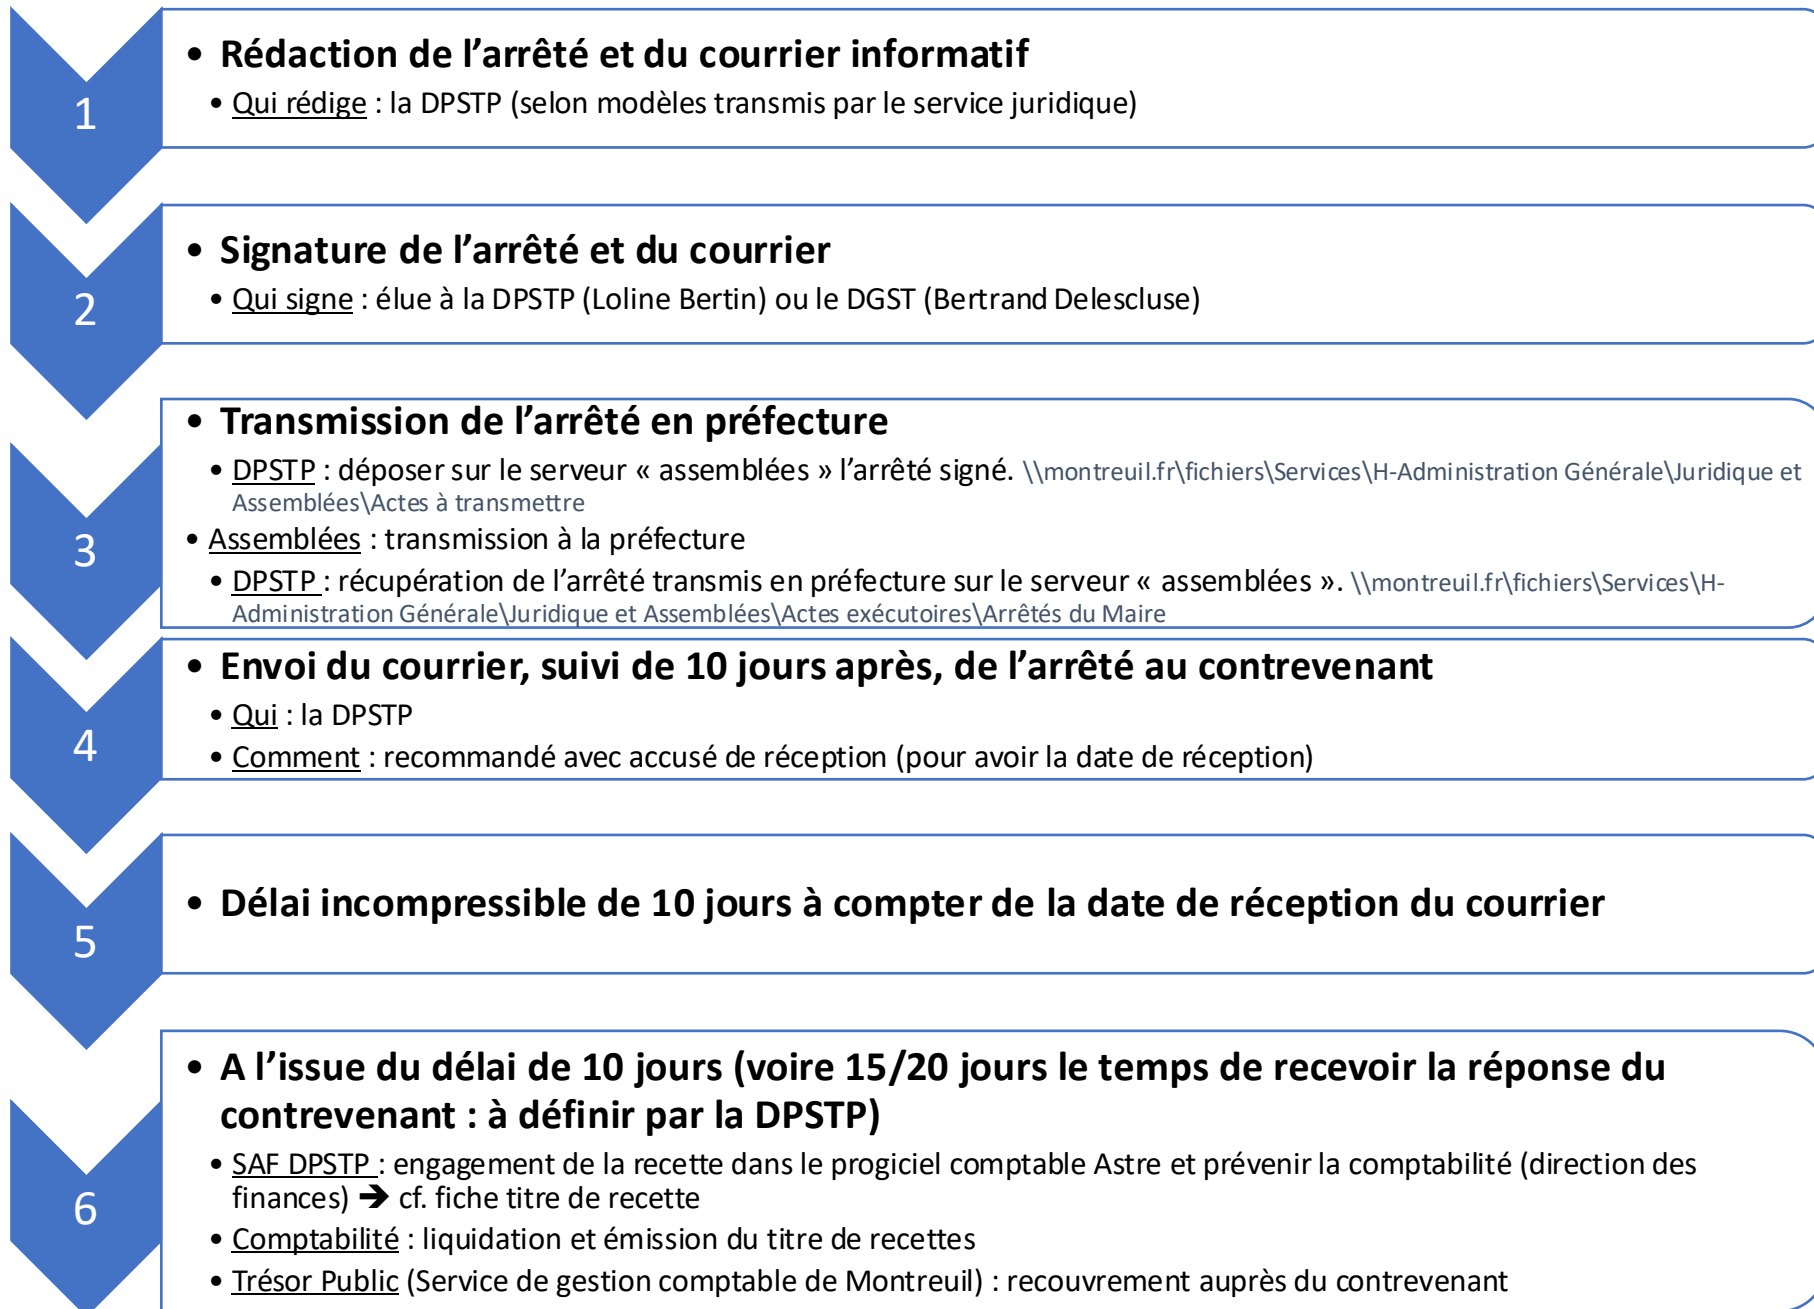 1
• Rédaction de l’arrêté et du courrier informatif
• Qui rédige : la DPSTP (selon modèles transmis par le service juridique)
2
• Signature de l’arrêté et du courrier
• Qui signe : élue à la DPSTP (Loline Bertin) ou le DGST (Bertrand Delescluse)
3
• Transmission de l’arrêté en préfecture
• DPSTP : déposer sur le serveur « assemblées » l’arrêté signé. \\montreuil.fr\fichiers\Services\H-Administration Générale\Juridique et
Assemblées\Actes à transmettre
• Assemblées : transmission à la préfecture
• DPSTP : récupération de l’arrêté transmis en préfecture sur le serveur « assemblées ». \\montreuil.fr\fichiers\Services\H-
Administration Générale\Juridique et Assemblées\Actes exécutoires\Arrêtés du Maire
4
• Envoi du courrier, suivi de 10 jours après, de l’arrêté au contrevenant
• Qui : la DPSTP
• Comment : recommandé avec accusé de réception (pour avoir la date de réception)
5
• Délai incompressible de 10 jours à compter de la date de réception du courrier
6
• A l’issue du délai de 10 jours (voire 15/20 jours le temps de recevoir la réponse du
contrevenant : à définir par la DPSTP)
• SAF DPSTP : engagement de la recette dans le progiciel comptable Astre et prévenir la comptabilité (direction des
finances) ➔ cf. fiche titre de recette
• Comptabilité : liquidation et émission du titre de recettes
• Trésor Public (Service de gestion comptable de Montreuil) : recouvrement auprès du contrevenant